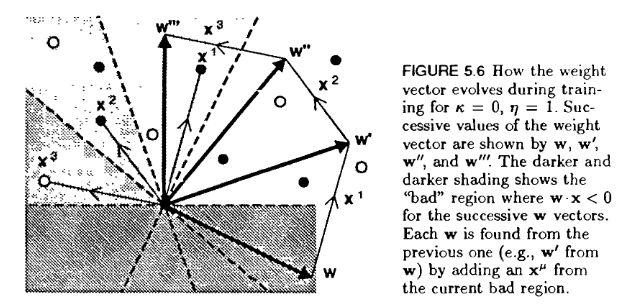 w'''
x³
x¹
w''
x²
x²
w'
x³
x¹
w
FIGURE 5.6 How the weight
vector evolves during train-
ing for κ = 0, η = 1. Suc-
cessive values of the weight
vector are shown by w, w′,
w″, and w‴. The darker and
darker shading shows the
"bad" region where w·x < 0
for the successive w vectors.
Each w is found from the
previous one (e.g., w′ from
w) by adding an xᵘ from
the current bad region.